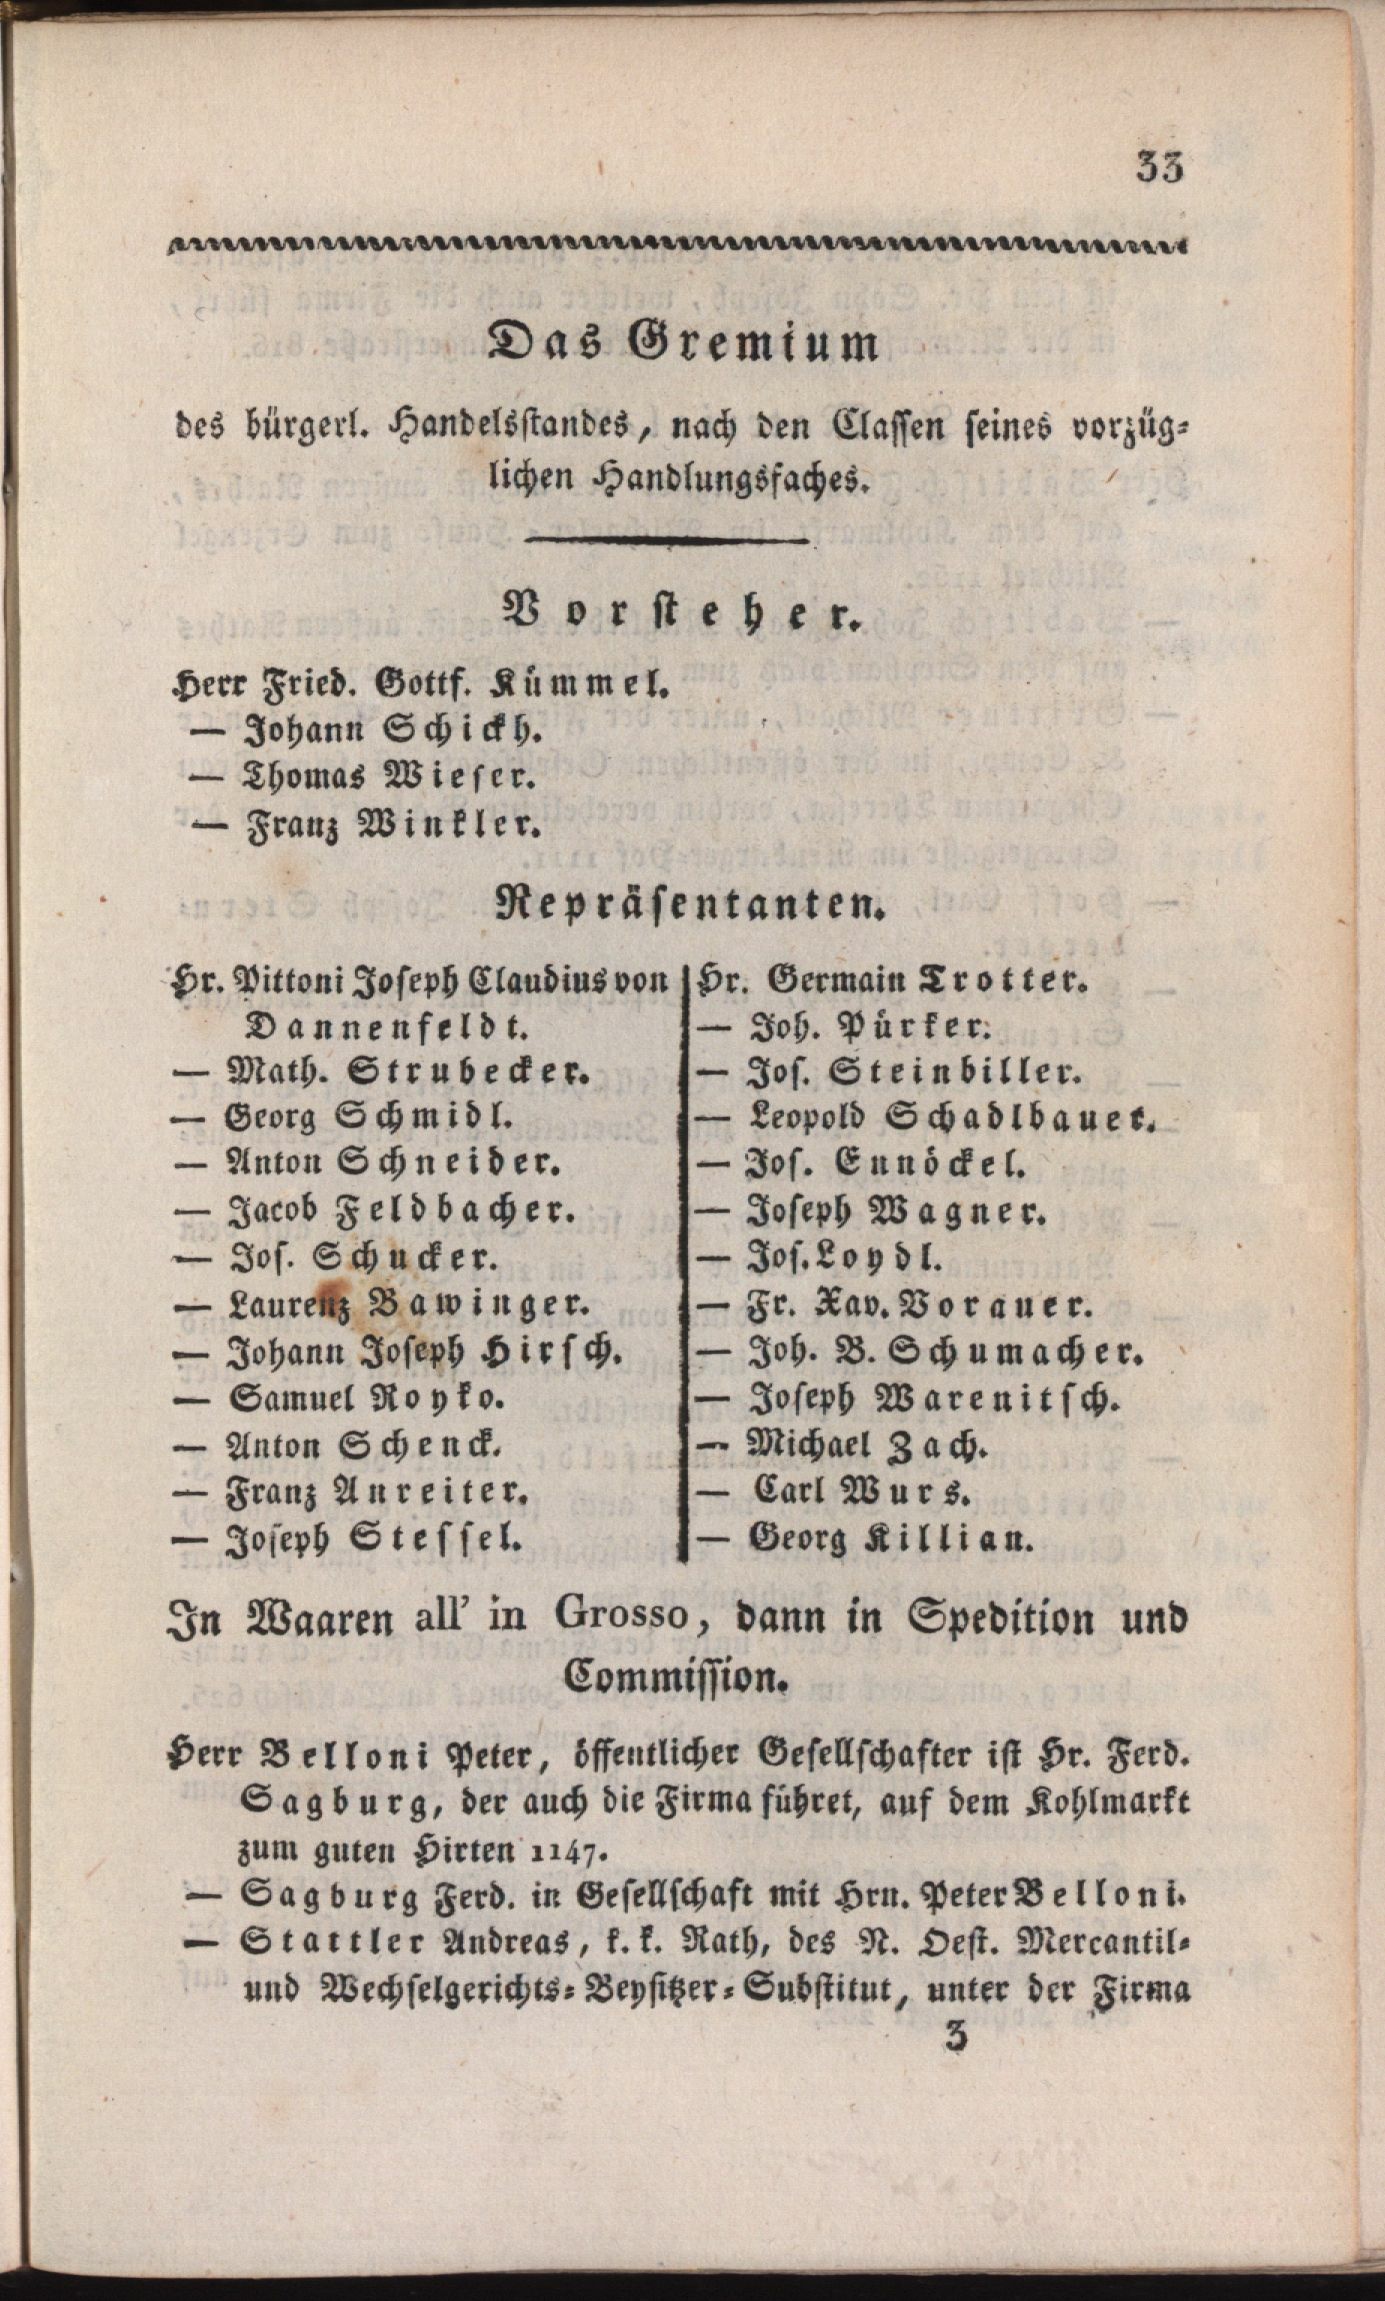 33
Das Gremium
des bürgerl. Handelsstandes, nach den Classen seines vorzüg-
lichen Handlungsfaches.
Vorsteher.
Herr Fried. Gottf. Kümmel.
— Johann Schickh.
— Thomas Wieser.
— Franz Winkler.
Repräsentanten.
Hr. Pittoni Joseph Claudius von
Dannenfeldt.
— Math. Strubecker.
— Georg Schmidl.
— Anton Schneider.
— Jacob Feldbacher.
— Jos. Schucker.
— Laurenz Bawinger.
— Johann Joseph Hirsch.
— Samuel Royko.
— Anton Schenck.
— Franz Anreiter.
— Joseph Stessel.
Hr. Germain Trotter.
— Joh. Pürker.
— Jos. Steinbiller.
— Leopold Schadlbauer.
— Jos. Ennöckel.
— Joseph Wagner.
— Jos. Loydl.
— Fr. Xav. Vorauer.
— Joh. B. Schumacher.
— Joseph Warenitsch.
— Michael Zach.
— Carl Wurs.
— Georg Killian.
In Waaren all' in Grosso, dann in Spedition und
Commission.
Herr Belloni Peter, öffentlicher Gesellschafter ist Hr. Ferd.
Sagburg, der auch die Firma führet, auf dem Kohlmarkt
zum guten Hirten 1147.
— Sagburg Ferd. in Gesellschaft mit Hrn. Peter Belloni.
— Stattler Andreas, k. k. Rath, des N. Oest. Mercantil-
und Wechselgerichts-Beysitzer-Substitut, unter der Firma
3